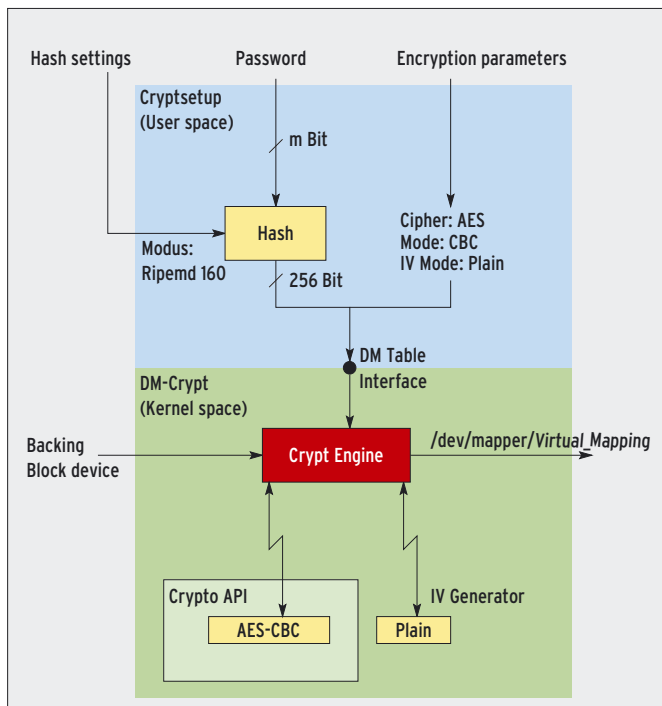 Hash settings
Password
Encryption parameters
Cryptsetup
(User space)
m Bit
Hash
Modus:
Ripemd 160
Cipher: AES
Mode: CBC
IV Mode: Plain
256 Bit
DM Table
Interface
DM-Crypt
(Kernel space)
Backing
Block device
Crypt Engine
/dev/mapper/Virtual_Mapping
Crypto API
AES-CBC
IV Generator
Plain